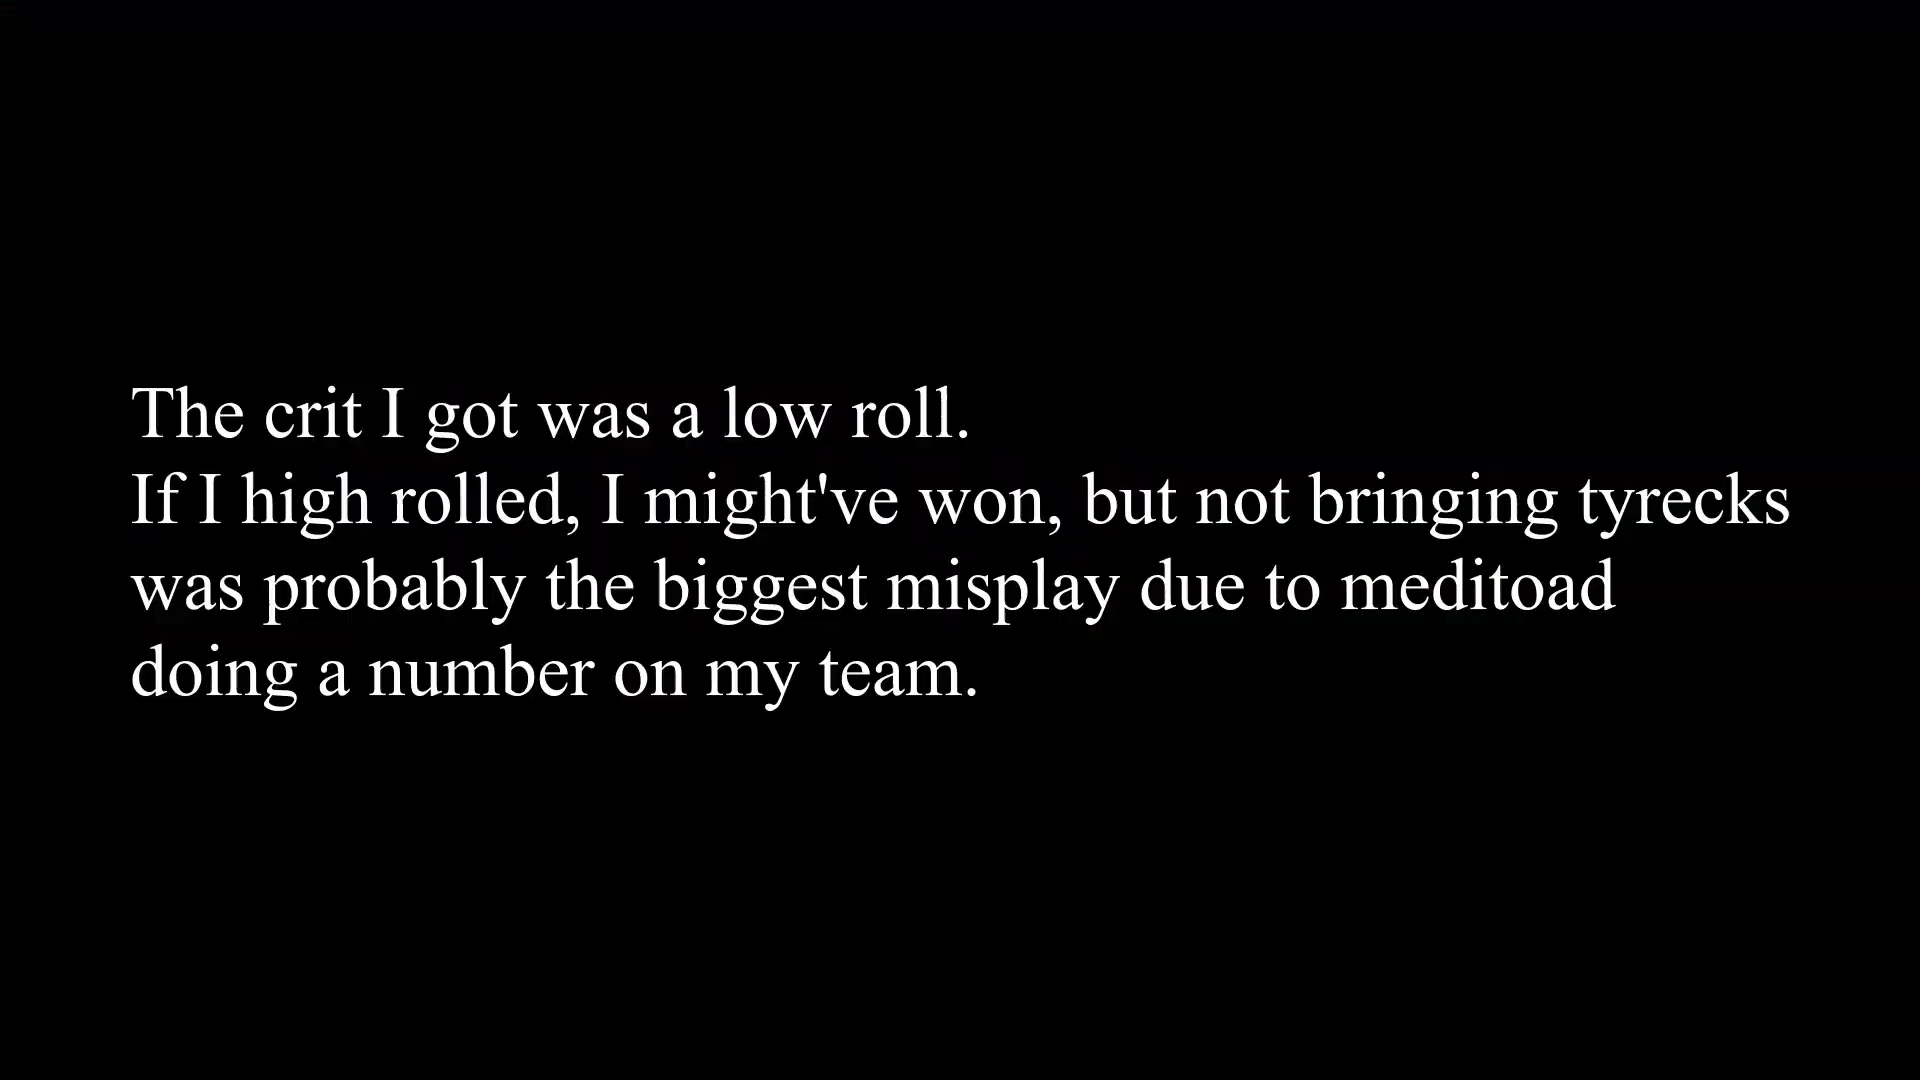 The crit I got was a low roll.
If I high rolled, I might've won, but not bringing tyrecks
was probably the biggest misplay due to meditoad
doing a number on my team.